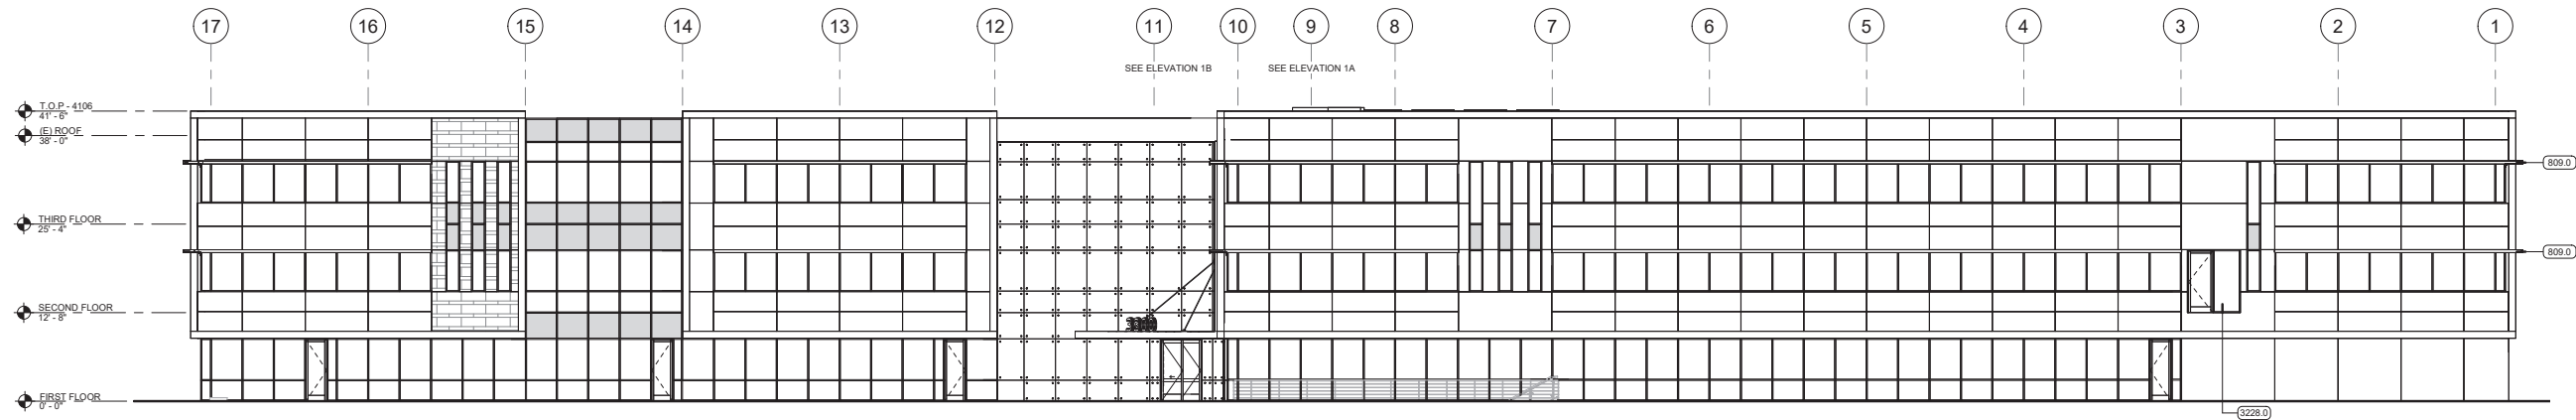 17 16 15 14 13 12 11 10 9 8 7 6 5 4 3 2 1
SEE ELEVATION 1B SEE ELEVATION 1A
T.O.P - 4106
41' - 6"
(E) ROOF
38' - 0"
809.0
THIRD FLOOR
25' - 4"
809.0
SECOND FLOOR
12' - 8"
FIRST FLOOR
0' - 0"
3228.0